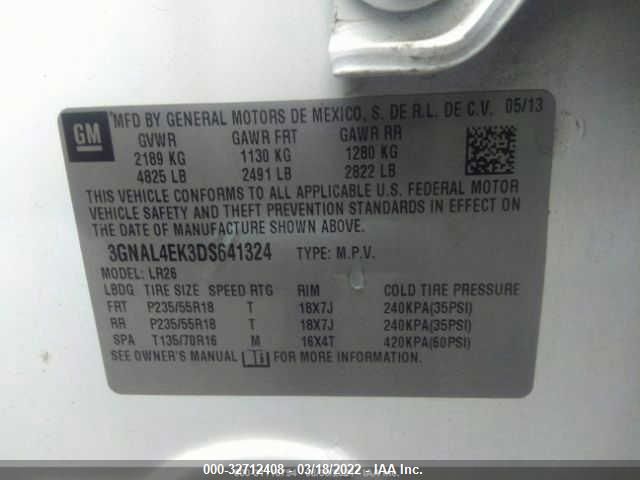 GM
MFD BY GENERAL MOTORS DE MEXICO, S. DE R.L. DE C.V. 05/13
GVWR GAWR FRT GAWR RR
2189 KG 1130 KG 1280 KG
4825 LB 2491 LB 2822 LB
THIS VEHICLE CONFORMS TO ALL APPLICABLE U.S. FEDERAL MOTOR
VEHICLE SAFETY AND THEFT PREVENTION STANDARDS IN EFFECT ON
THE DATE OF MANUFACTURE SHOWN ABOVE.
3GNAL4EK3DS641324 TYPE: M.P.V.
MODEL: LR26
LBDG TIRE SIZE SPEED RTG RIM COLD TIRE PRESSURE
FRT P235/55R18 T 18X7J 240KPA(35PSI)
RR P235/55R18 T 18X7J 240KPA(35PSI)
SPA T135/70R16 M 16X4T 420KPA(60PSI)
SEE OWNER'S MANUAL FOR MORE INFORMATION.
000-32712408 - 03/18/2022 - IAA Inc.